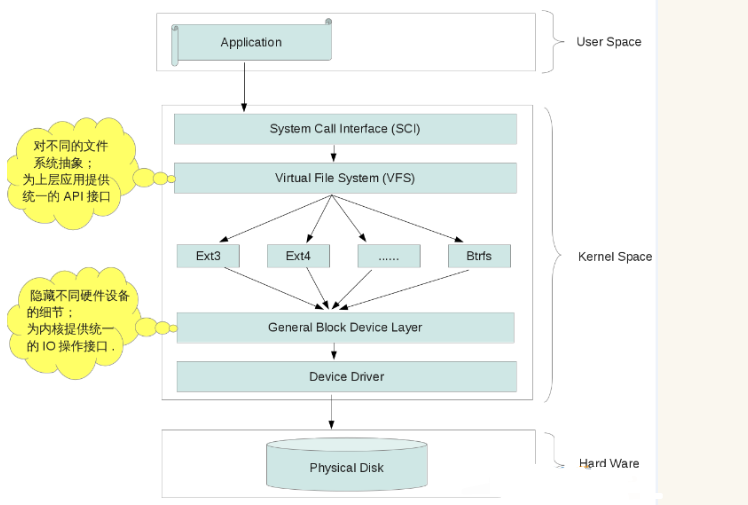 Application
User Space
System Call Interface (SCI)
对不同的文件
系统抽象；
为上层应用提供
统一的 API 接口
Virtual File System (VFS)
Ext3
Ext4
......
Btrfs
Kernel Space
隐藏不同硬件设备
的细节；
为内核提供统一
的 IO 操作接口 .
General Block Device Layer
Device Driver
Physical Disk
Hard Ware